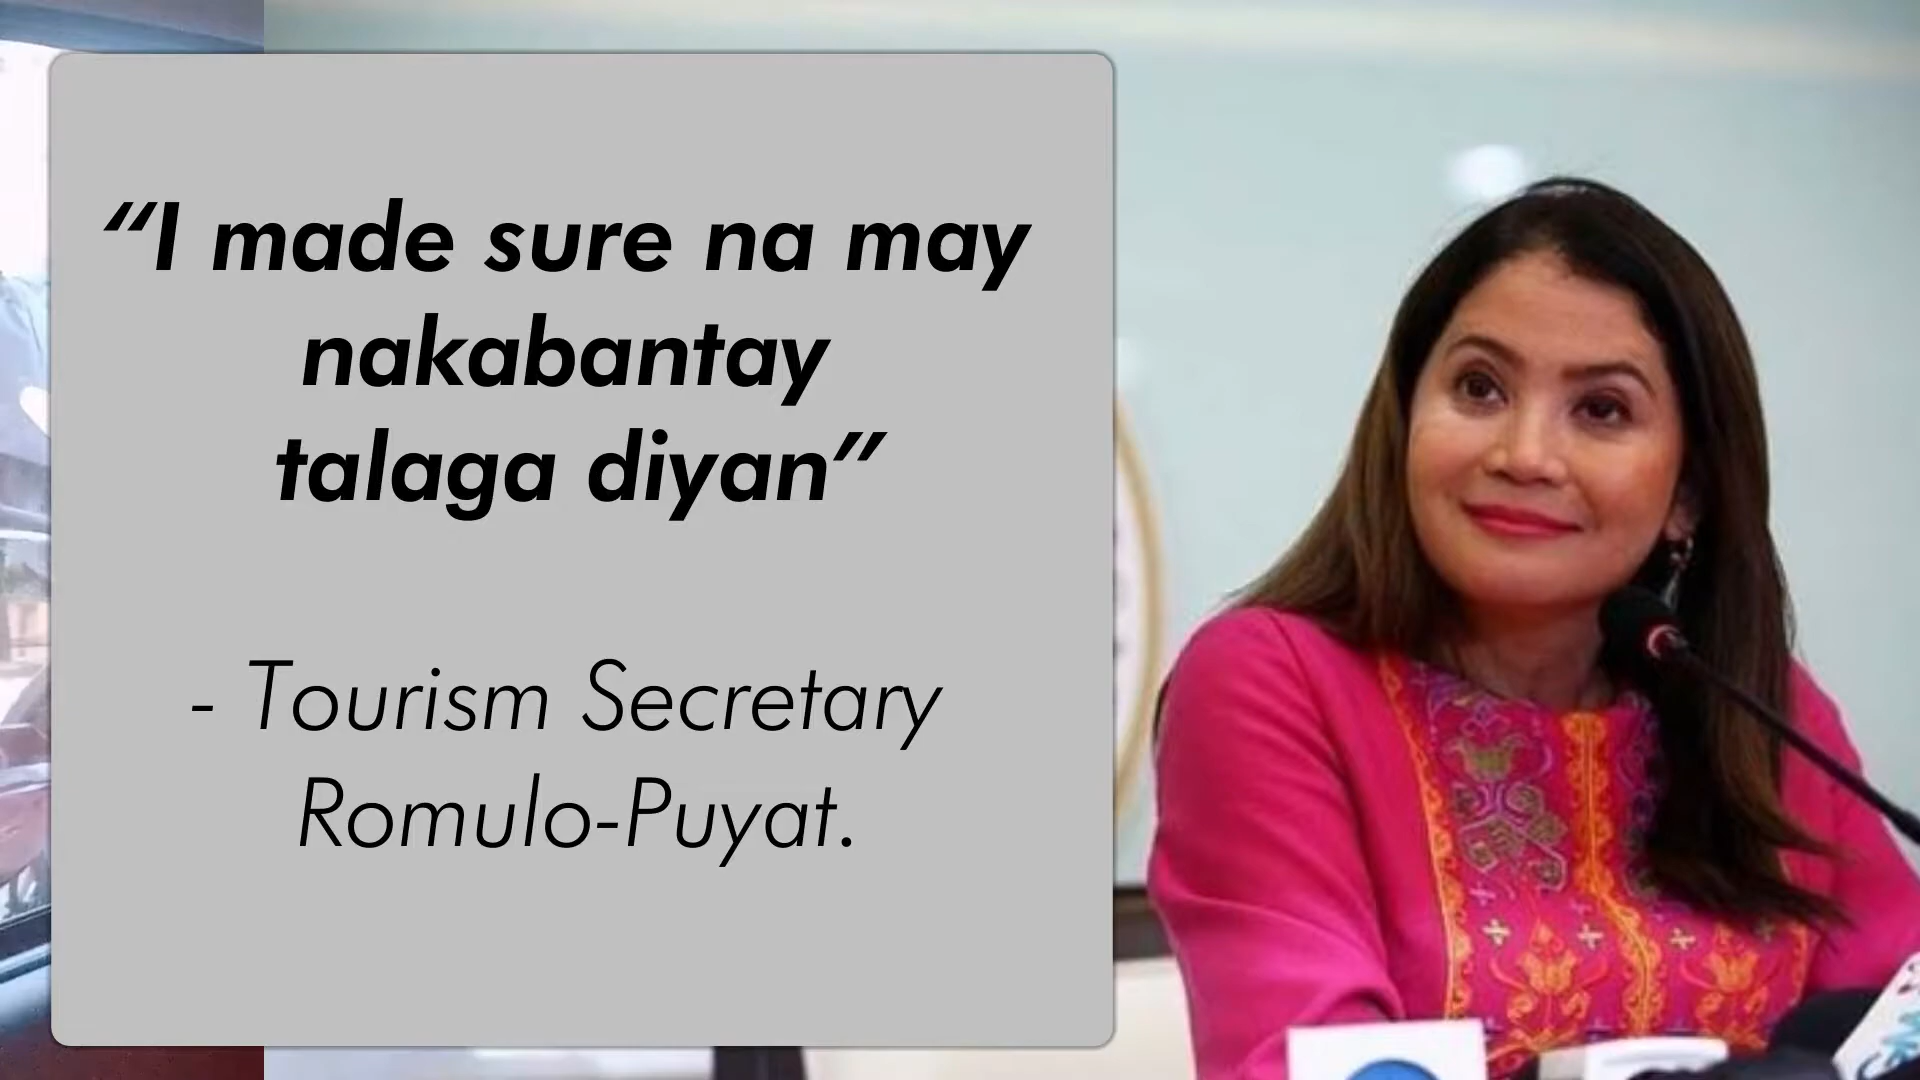 “I made sure na may
nakabantay
talaga diyan”
- Tourism Secretary
Romulo-Puyat.